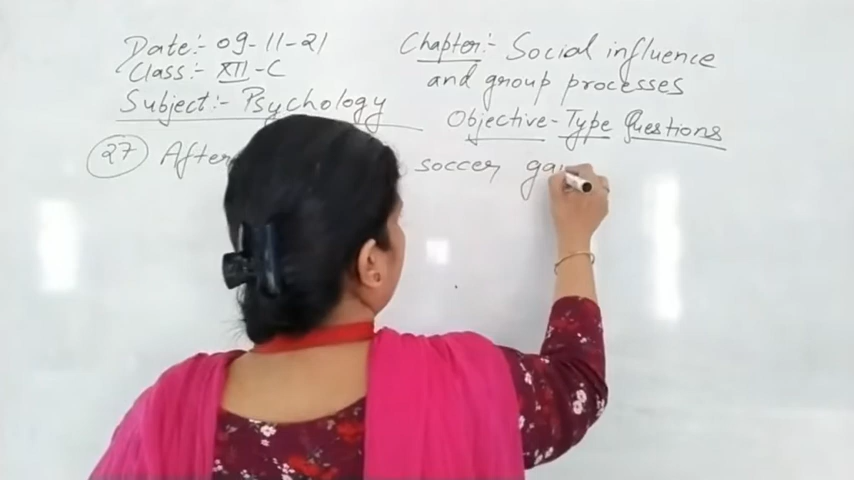 Date:- 09-11-21
Class:- XII-C
Subject:- Psychology
Chapter:- Social influence
and group processes
Objective-Type Questions
27 After soccer ga